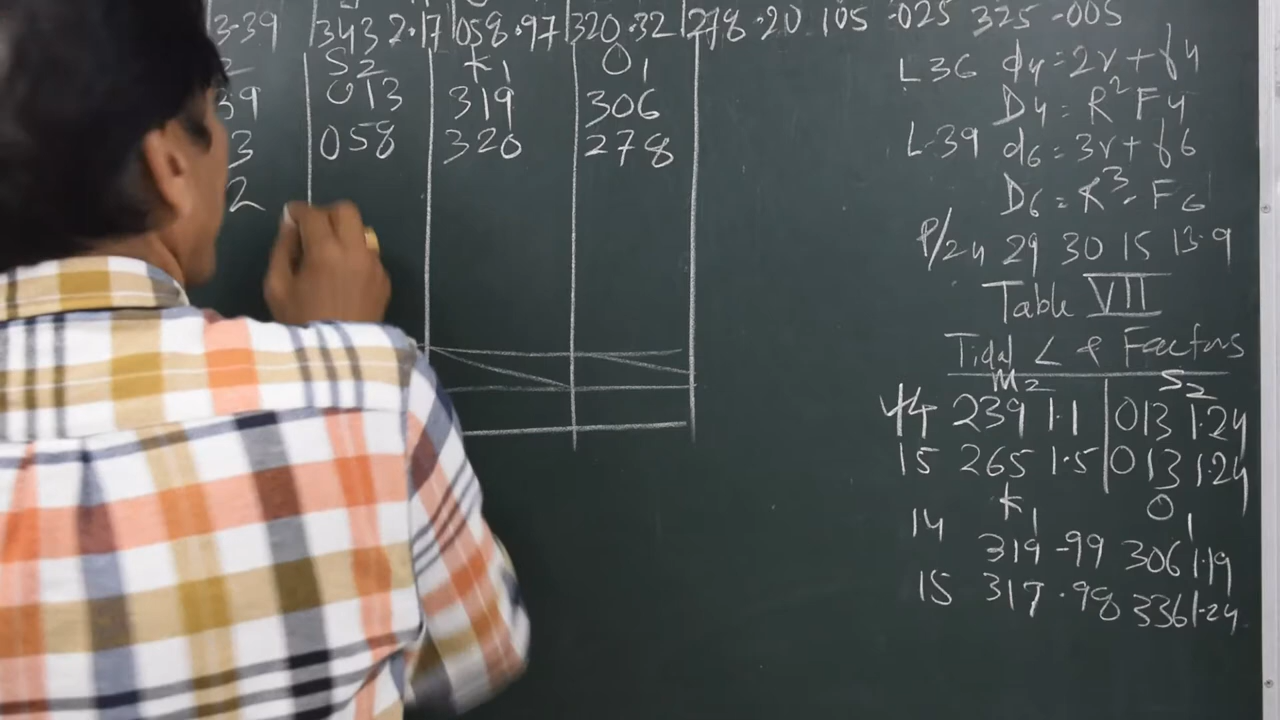 3.39 343 2.17 058.97 320.32 278.20 105 -025 325 -005
S2 K1 O1
39 013 319 306
3 058 320 278
2
L36 d4 = 2r + f4
D4 = R² F4
L-39 d6 = 3r + f6
D6 = R³ - F6
P/24 29 30 15 13.9
Table VII
Tidal ∠ & Factors
M2 S2
14 239 1.1 013 1.24
15 265 1.5 013 1.24
K1 O1
14 319 .99 306 1.19
15 317 .98 336 1.24